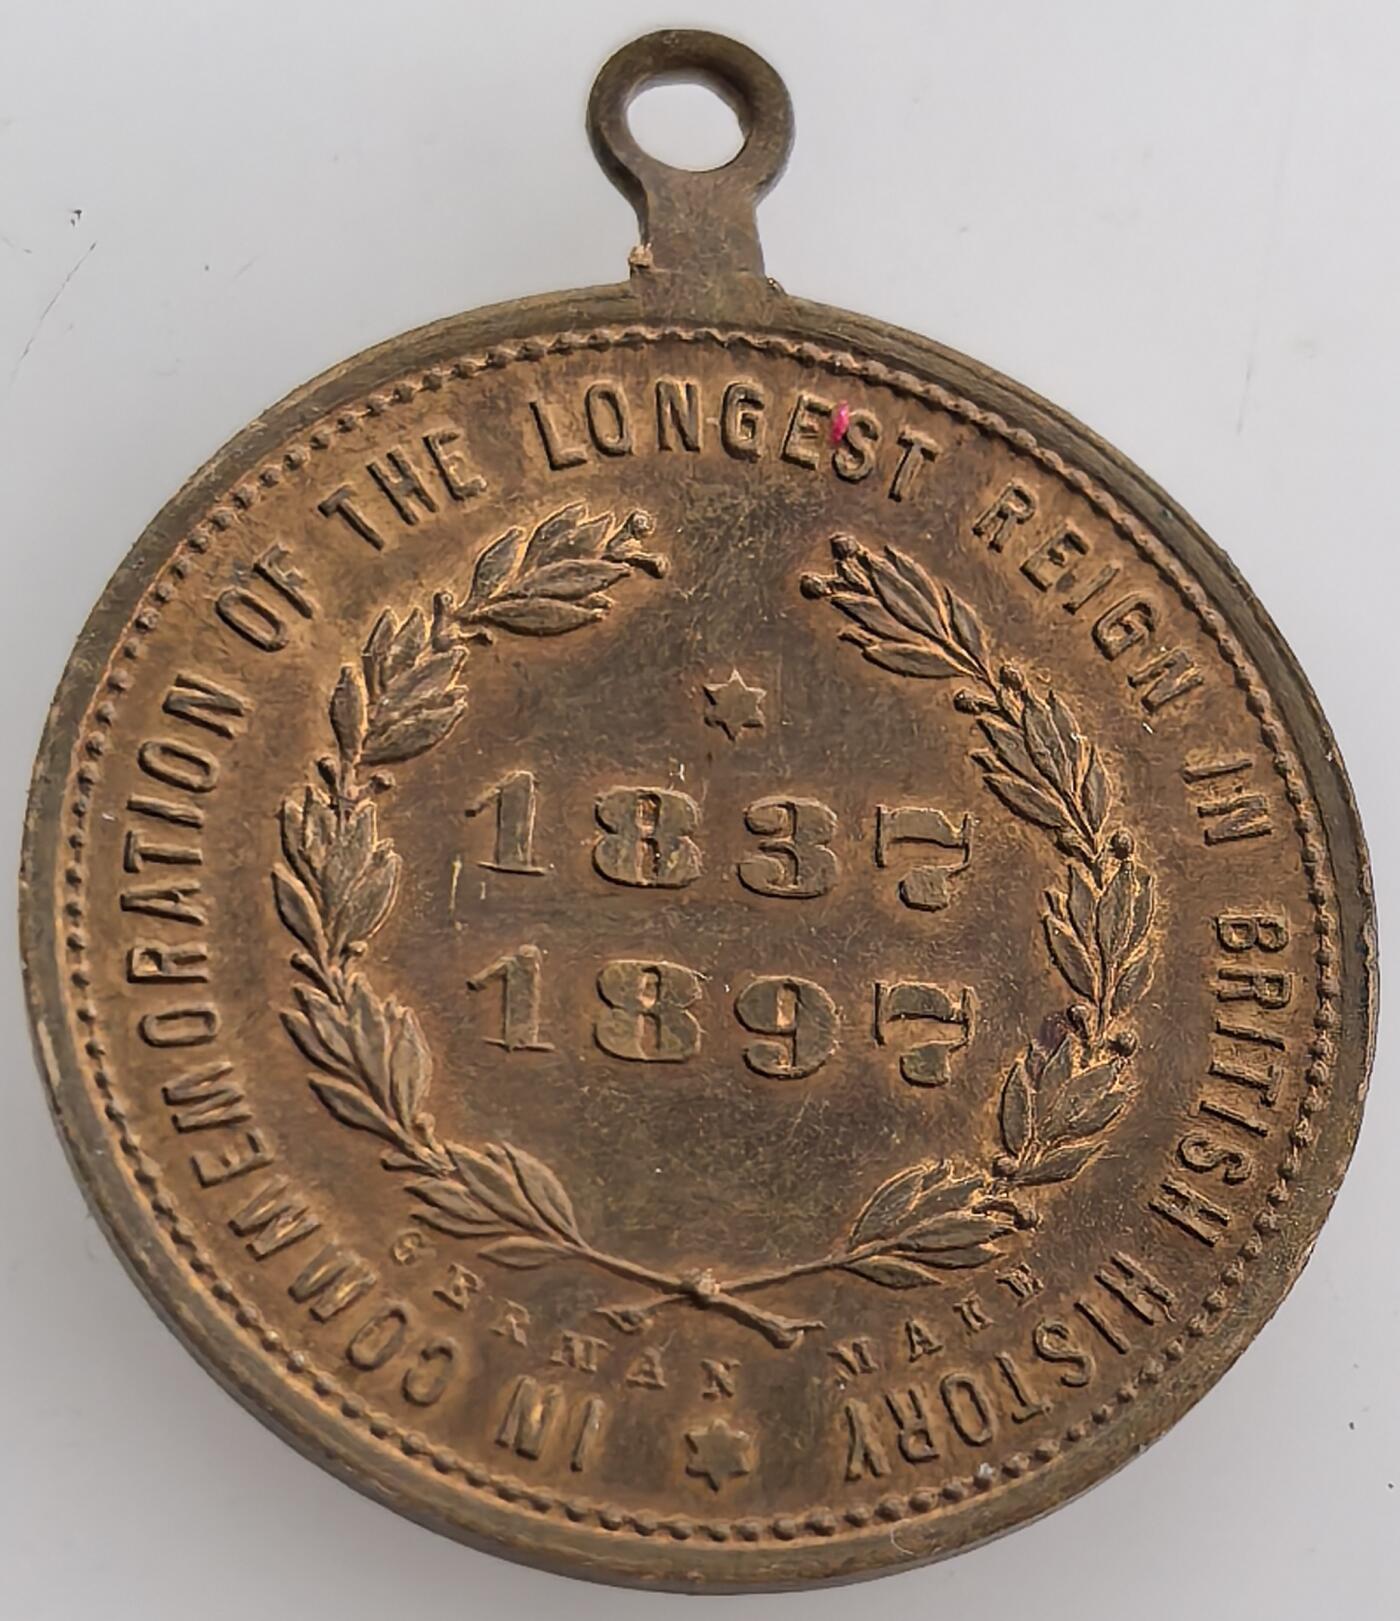 IN COMMEMORATION OF THE LONGEST REIGN IN BRITISH HISTORY
1837
1897
GERMAN MAKE